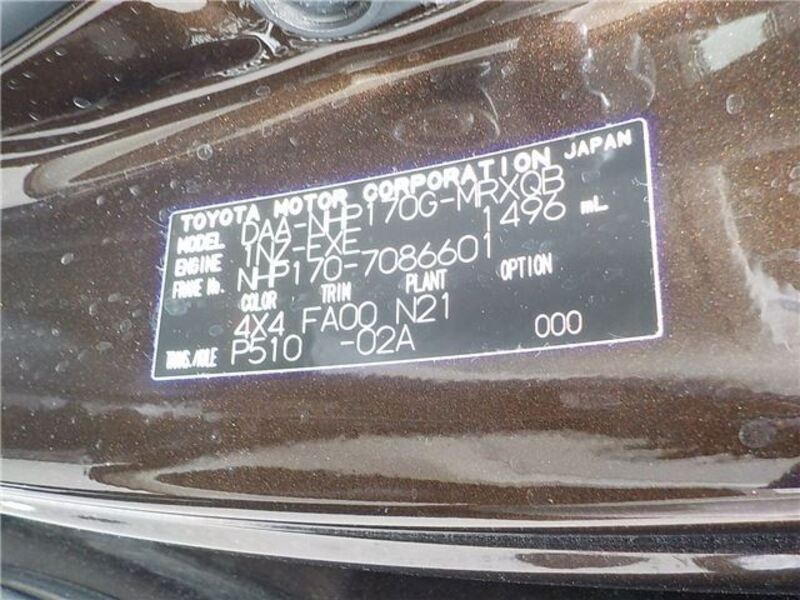 TOYOTA MOTOR CORPORATION JAPAN
MODEL DAA-NHP170G-MRXQB
ENGINE 1NZ-EXE 1496 mL
FRAME No. NHP170-7086601
COLOR TRIM PLANT OPTION
4X4 FA00 N21
TRANS./AXLE P510 -02A 000